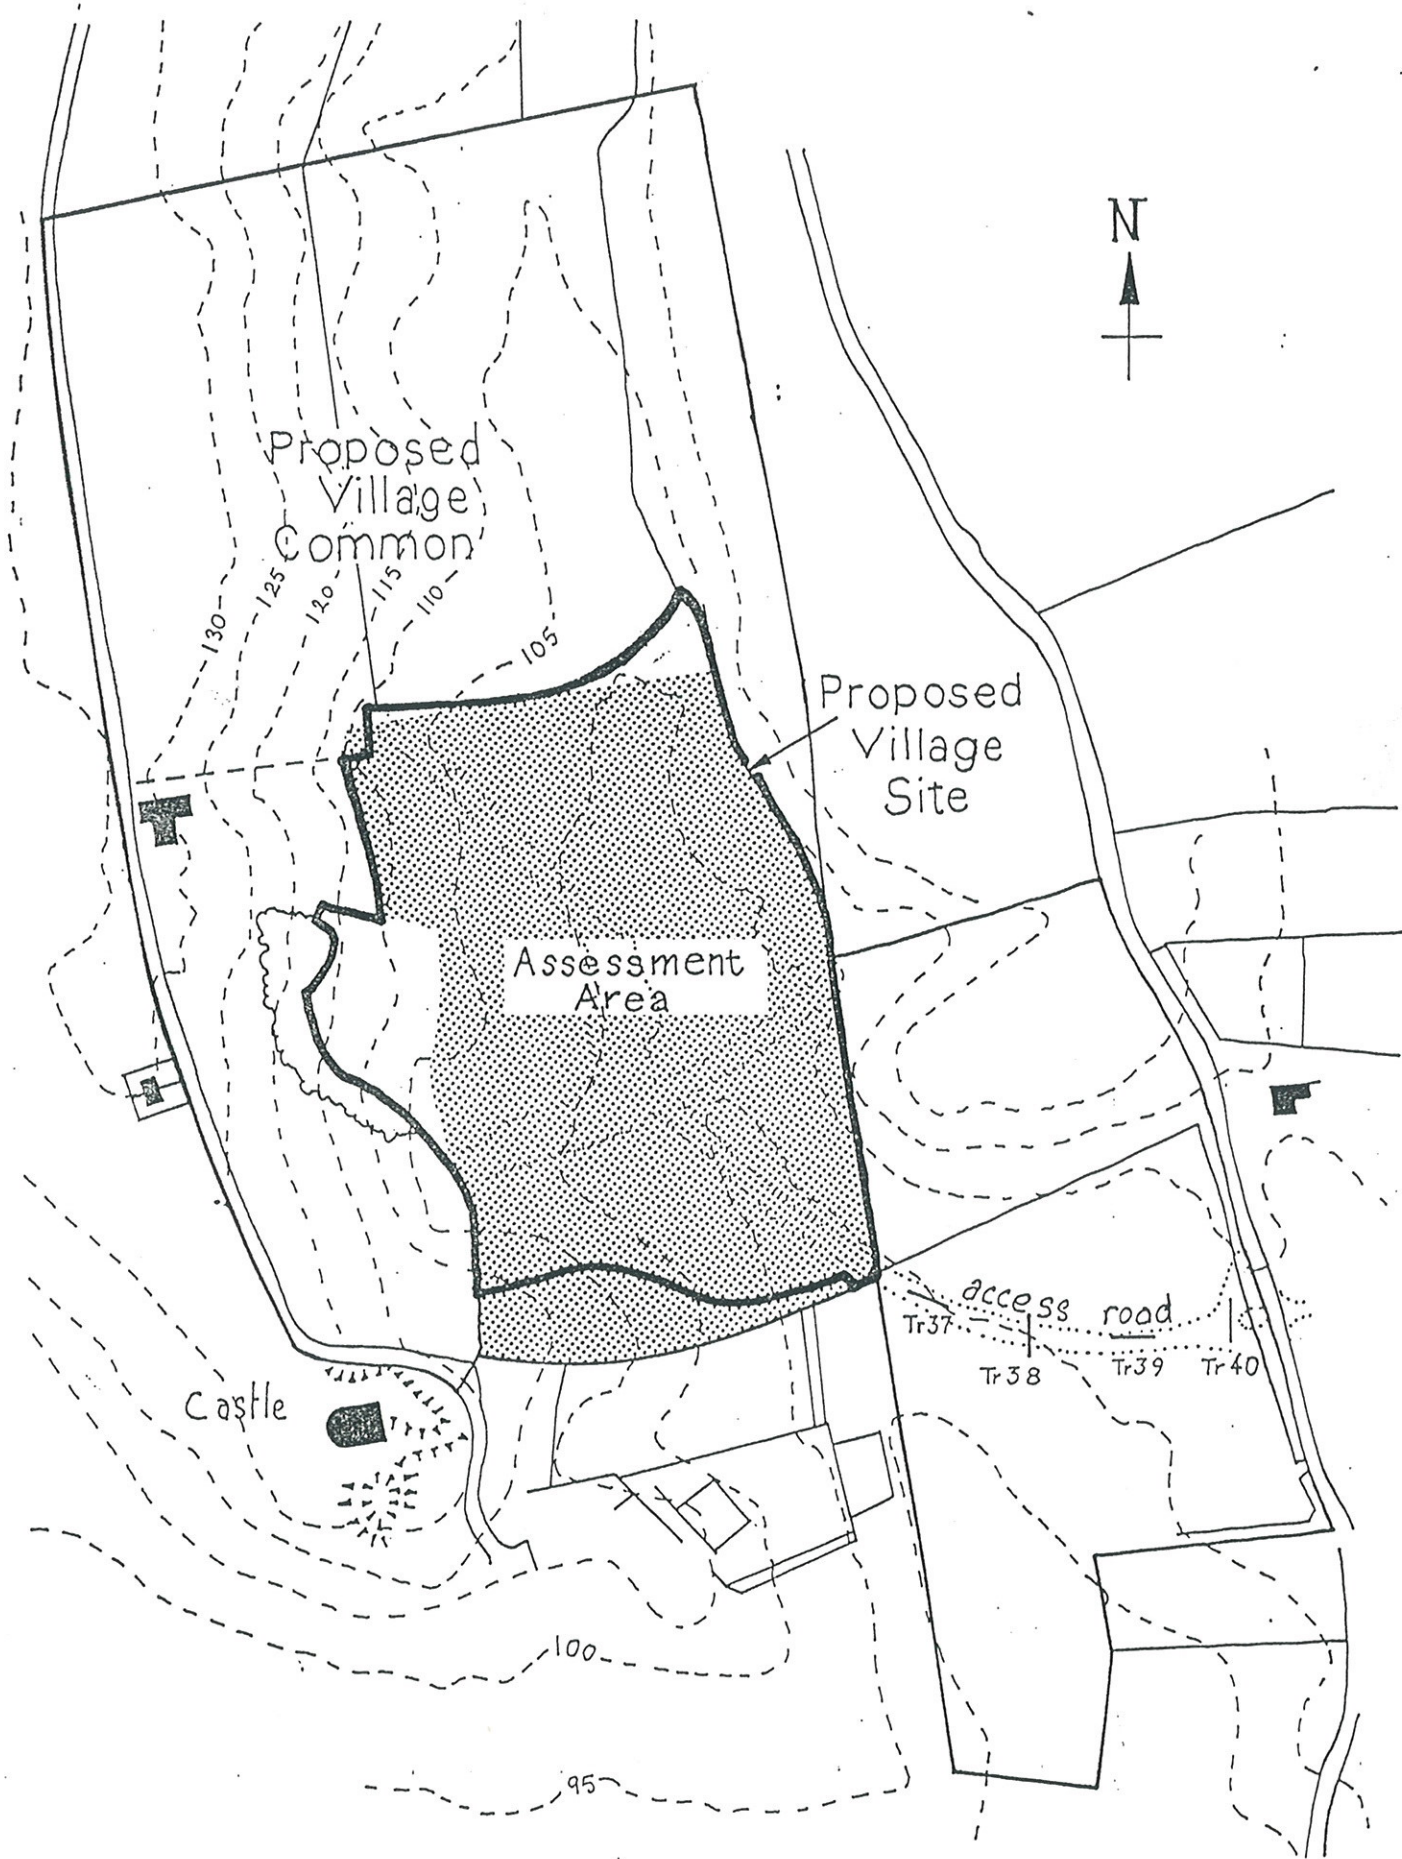 N
Proposed
Village
Common
130
125
120
115
110
105
Proposed
Village
Site
Assessment
Area
access road
Tr37
Tr38
Tr39
Tr40
Castle
100
95